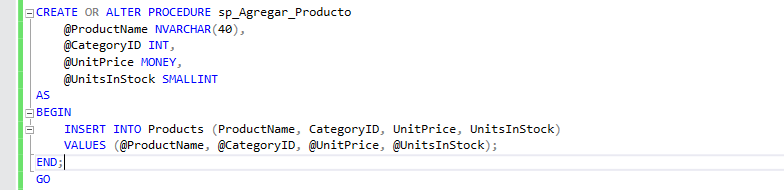 CREATE OR ALTER PROCEDURE sp_Agregar_Producto
    @ProductName NVARCHAR(40),
    @CategoryID INT,
    @UnitPrice MONEY,
    @UnitsInStock SMALLINT
AS
BEGIN
    INSERT INTO Products (ProductName, CategoryID, UnitPrice, UnitsInStock)
    VALUES (@ProductName, @CategoryID, @UnitPrice, @UnitsInStock);
END;
GO